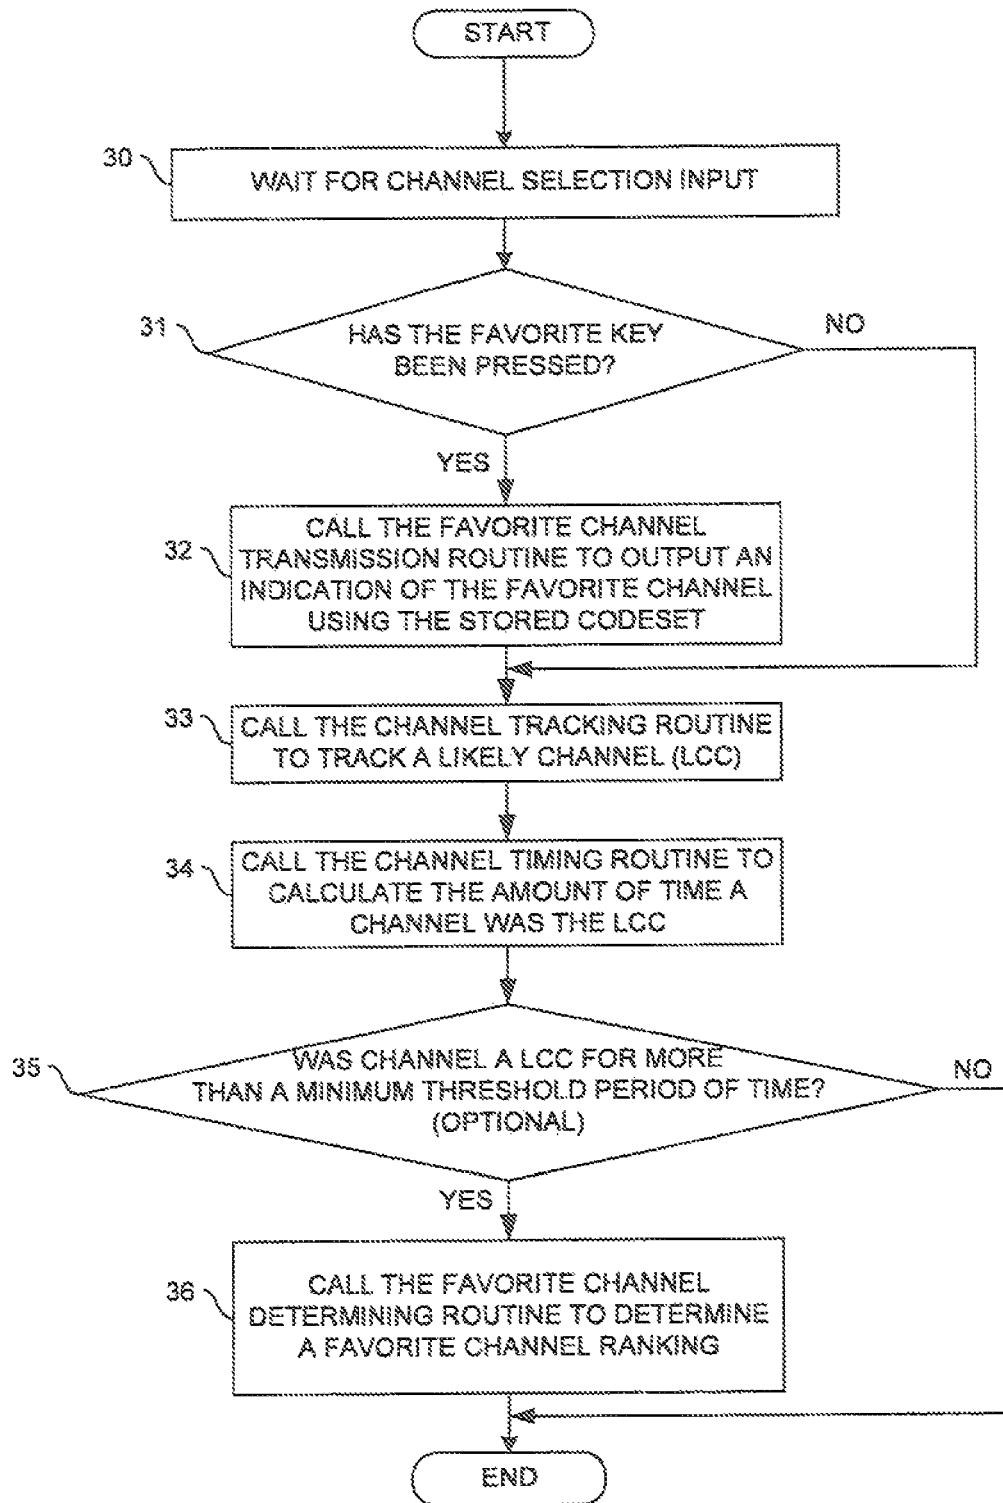 START
30
WAIT FOR CHANNEL SELECTION INPUT
31
HAS THE FAVORITE KEY
BEEN PRESSED?
NO
YES
32
CALL THE FAVORITE CHANNEL
TRANSMISSION ROUTINE TO OUTPUT AN
INDICATION OF THE FAVORITE CHANNEL
USING THE STORED CODESET
33
CALL THE CHANNEL TRACKING ROUTINE
TO TRACK A LIKELY CHANNEL (LCC)
34
CALL THE CHANNEL TIMING ROUTINE TO
CALCULATE THE AMOUNT OF TIME A
CHANNEL WAS THE LCC
35
WAS CHANNEL A LCC FOR MORE
THAN A MINIMUM THRESHOLD PERIOD OF TIME?
(OPTIONAL)
NO
YES
36
CALL THE FAVORITE CHANNEL
DETERMINING ROUTINE TO DETERMINE
A FAVORITE CHANNEL RANKING
END